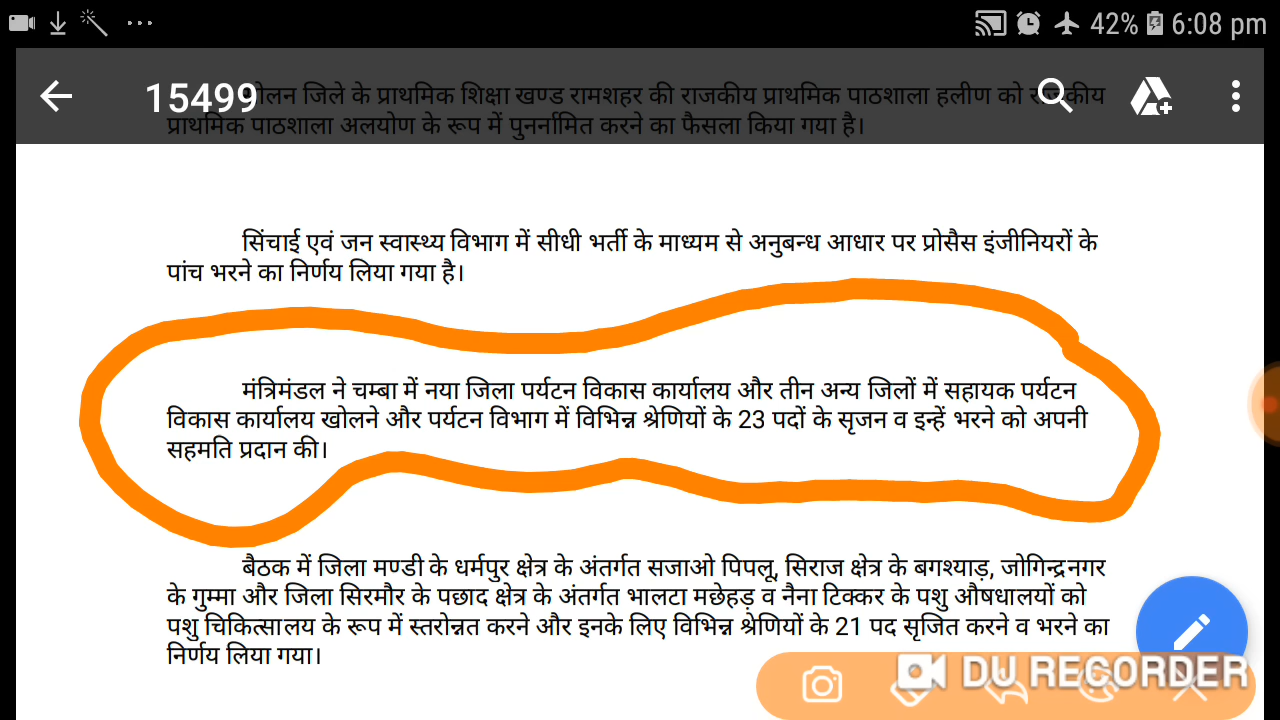 42% 6:08 pm
15499
सोलन जिले के प्राथमिक शिक्षा खण्ड रामशहर की राजकीय प्राथमिक पाठशाला हलीण को राजकीय
प्राथमिक पाठशाला अलयोण के रूप में पुनर्नामित करने का फैसला किया गया है।
सिंचाई एवं जन स्वास्थ्य विभाग में सीधी भर्ती के माध्यम से अनुबन्ध आधार पर प्रोसैस इंजीनियरों के
पांच भरने का निर्णय लिया गया है।
मंत्रिमंडल ने चम्बा में नया जिला पर्यटन विकास कार्यालय और तीन अन्य जिलों में सहायक पर्यटन
विकास कार्यालय खोलने और पर्यटन विभाग में विभिन्न श्रेणियों के 23 पदों के सृजन व इन्हें भरने को अपनी
सहमति प्रदान की।
बैठक में जिला मण्डी के धर्मपुर क्षेत्र के अंतर्गत सजाओ पिपलू, सिराज क्षेत्र के बगश्याड़, जोगिन्द्रनगर
के गुम्मा और जिला सिरमौर के पछाद क्षेत्र के अंतर्गत भालटा मछेहड़ व नैना टिक्कर के पशु औषधालयों को
पशु चिकित्सालय के रूप में स्तरोन्नत करने और इनके लिए विभिन्न श्रेणियों के 21 पद सृजित करने व भरने का
निर्णय लिया गया।
DU RECORDER